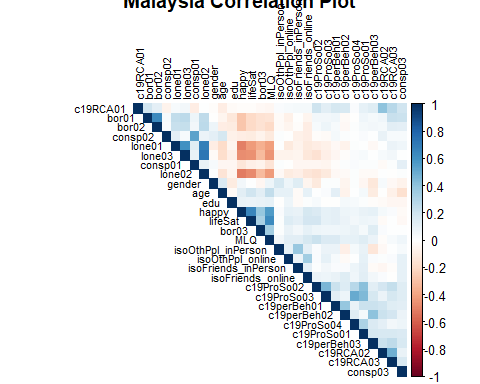 Malaysia Correlation Plot
c19RCA01
bor01
bor02
consp02
lone01
lone03
consp01
lone02
gender
age
edu
happy
lifeSat
bor03
MLQ
isoOthPpl_inPerson
isoOthPpl_online
isoFriends_inPerson
isoFriends_online
c19ProSo02
c19ProSo03
c19perBeh01
c19perBeh02
c19ProSo04
c19ProSo01
c19perBeh03
c19RCA02
c19RCA03
consp03
c19RCA01
bor01
bor02
consp02
lone01
lone03
consp01
lone02
gender
age
edu
happy
lifeSat
bor03
MLQ
isoOthPpl_inPerson
isoOthPpl_online
isoFriends_inPerson
isoFriends_online
c19ProSo02
c19ProSo03
c19perBeh01
c19perBeh02
c19ProSo04
c19ProSo01
c19perBeh03
c19RCA02
c19RCA03
consp03
1
0.8
0.6
0.4
0.2
0
-0.2
-0.4
-0.6
-0.8
-1